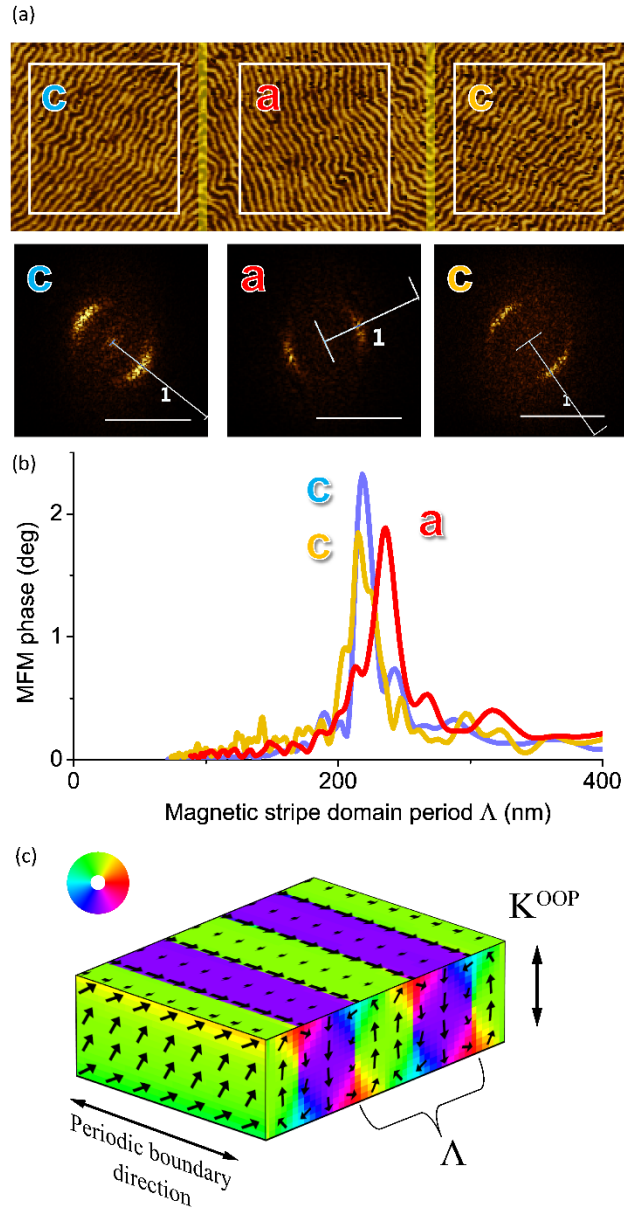 (a)
c
a
c
c
a
c
1
1
1
(b)
2
1
0
MFM phase (deg)
c
c
a
0
200
400
Magnetic stripe domain period Λ (nm)
(c)
K^OOP
Periodic boundary
direction
Λ